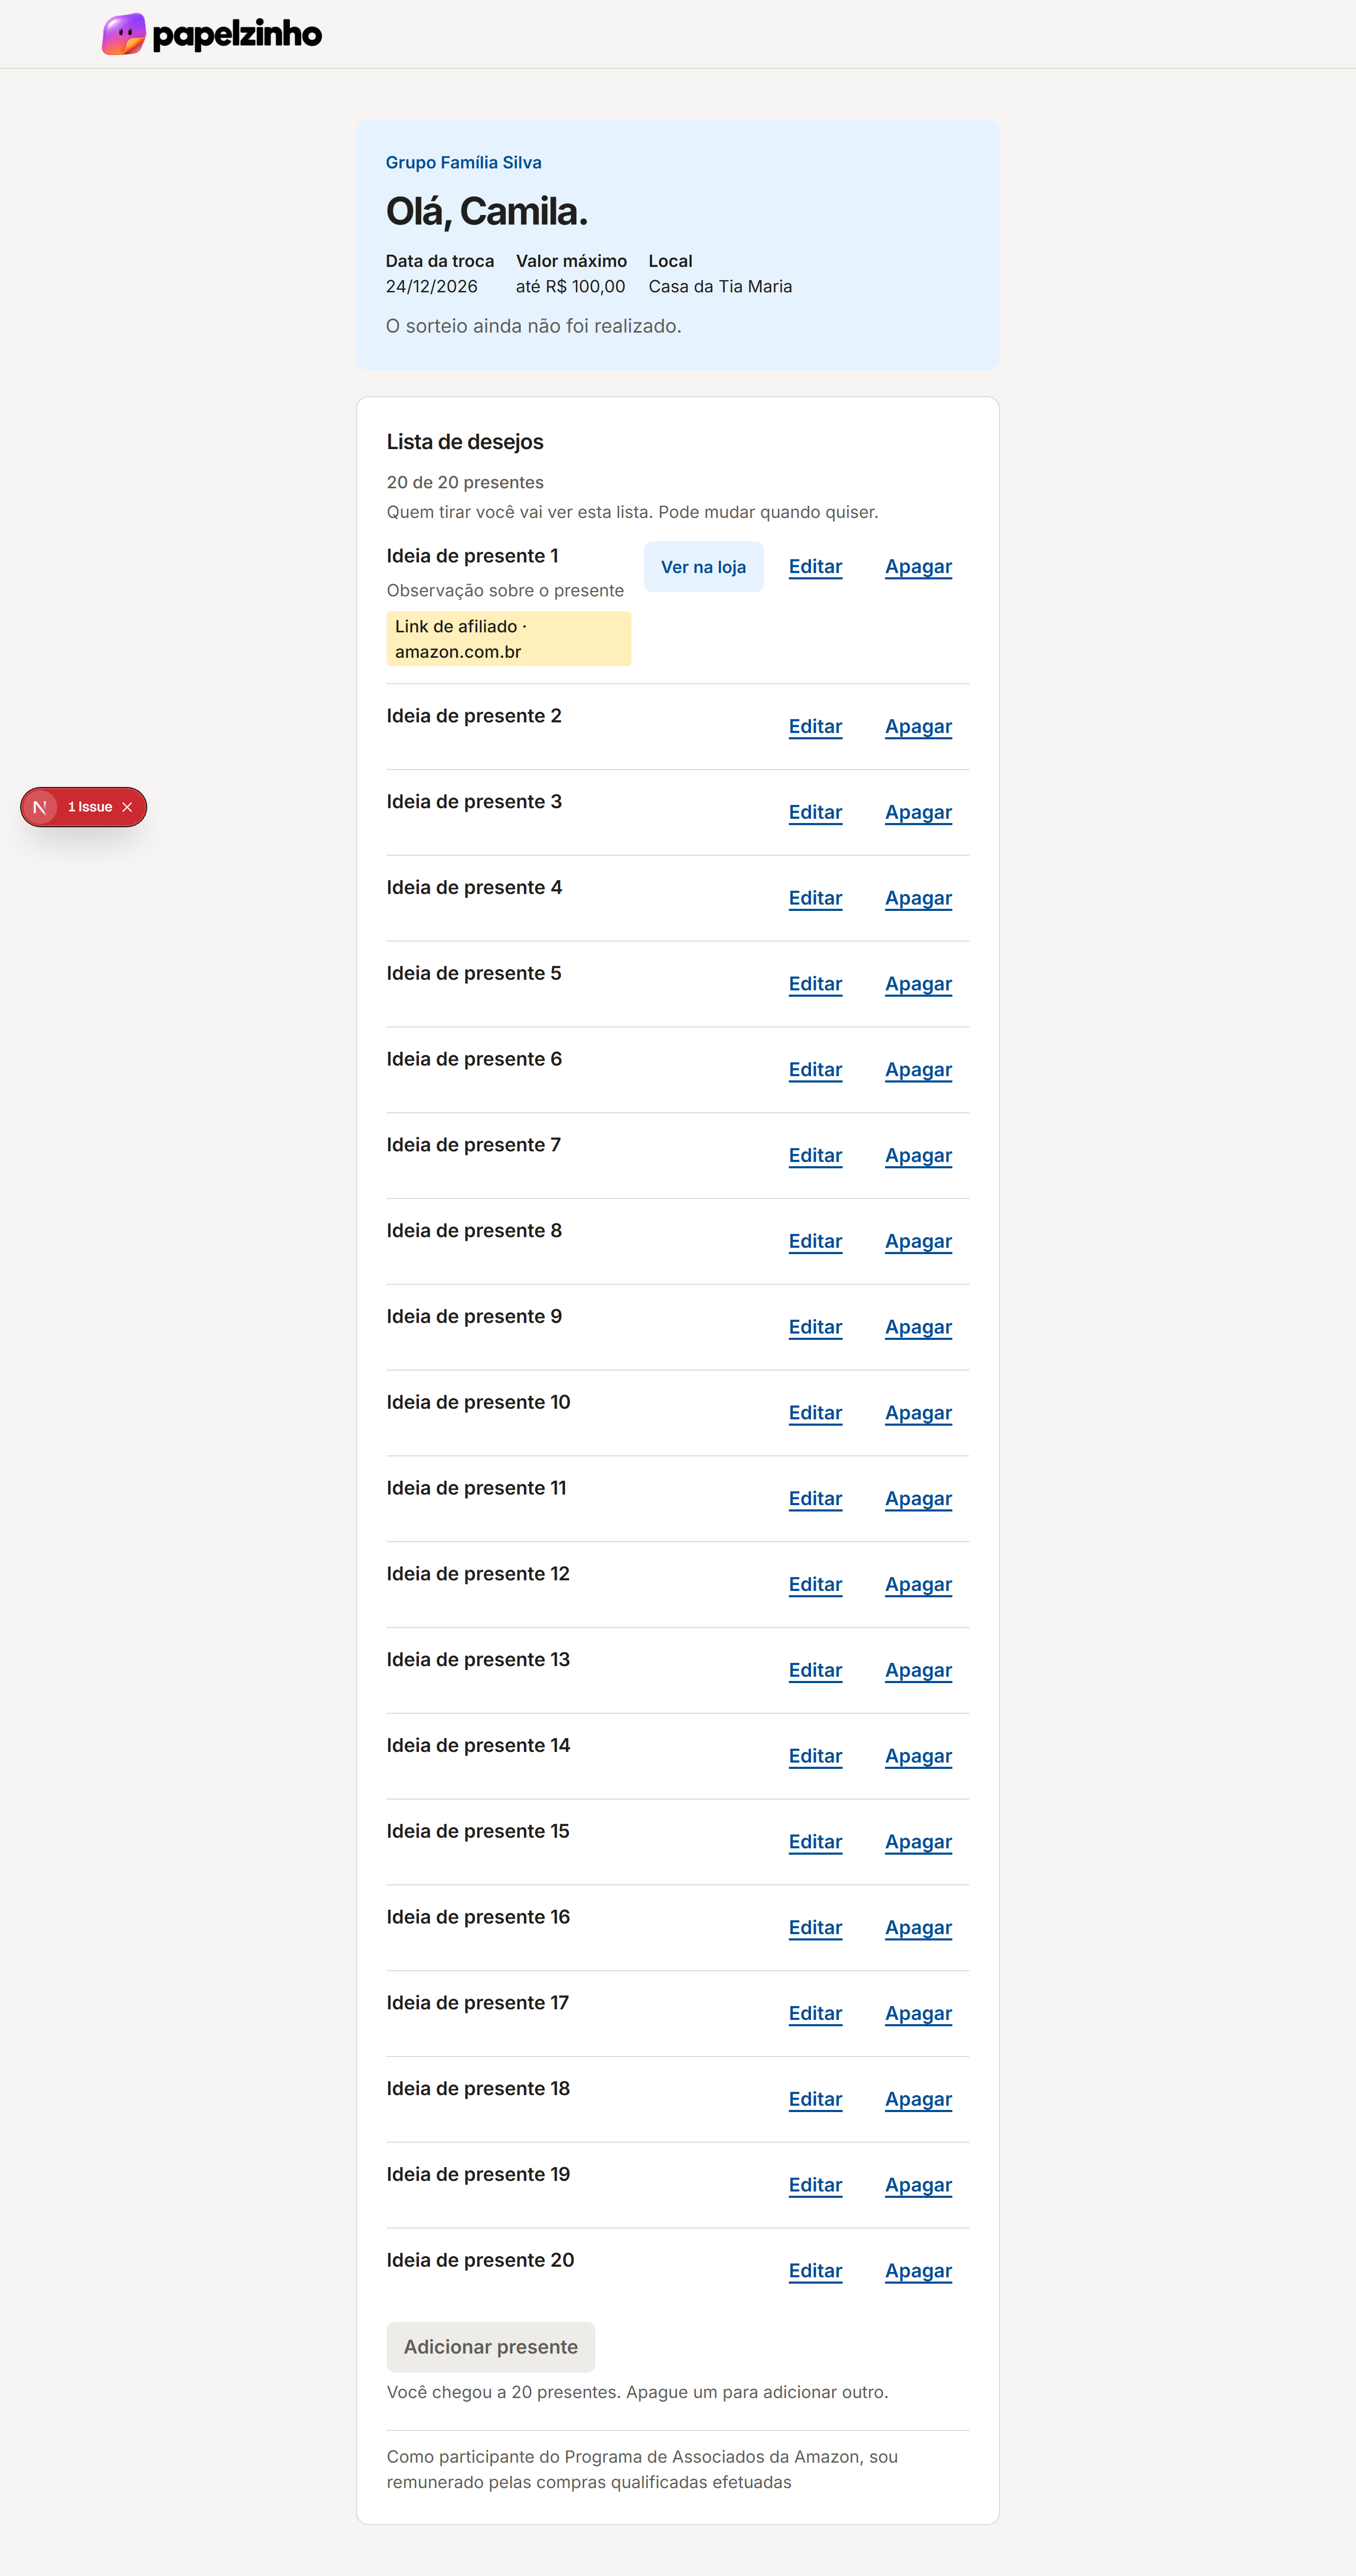 papelzinho
Grupo Família Silva
Olá, Camila.
Data da troca Valor máximo Local
24/12/2026 até R$ 100,00 Casa da Tia Maria
O sorteio ainda não foi realizado.
Lista de desejos
20 de 20 presentes
Quem tirar você vai ver esta lista. Pode mudar quando quiser.
Ideia de presente 1
Ver na loja Editar Apagar
Observação sobre o presente
Link de afiliado ·
amazon.com.br
Ideia de presente 2
Editar Apagar
Ideia de presente 3
Editar Apagar
N 1 Issue ×
Ideia de presente 4
Editar Apagar
Ideia de presente 5
Editar Apagar
Ideia de presente 6
Editar Apagar
Ideia de presente 7
Editar Apagar
Ideia de presente 8
Editar Apagar
Ideia de presente 9
Editar Apagar
Ideia de presente 10
Editar Apagar
Ideia de presente 11
Editar Apagar
Ideia de presente 12
Editar Apagar
Ideia de presente 13
Editar Apagar
Ideia de presente 14
Editar Apagar
Ideia de presente 15
Editar Apagar
Ideia de presente 16
Editar Apagar
Ideia de presente 17
Editar Apagar
Ideia de presente 18
Editar Apagar
Ideia de presente 19
Editar Apagar
Ideia de presente 20
Editar Apagar
Adicionar presente
Você chegou a 20 presentes. Apague um para adicionar outro.
Como participante do Programa de Associados da Amazon, sou
remunerado pelas compras qualificadas efetuadas